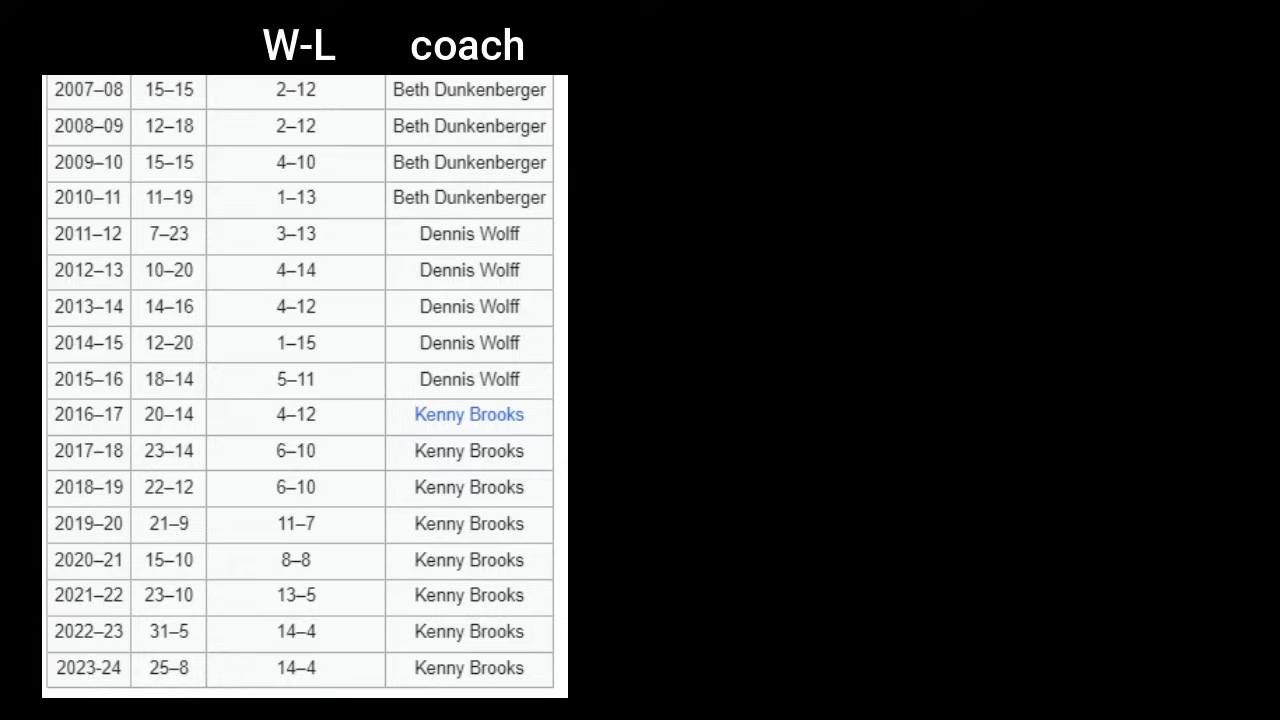 W-L coach
2007–08 15–15 2–12 Beth Dunkenberger
2008–09 12–18 2–12 Beth Dunkenberger
2009–10 15–15 4–10 Beth Dunkenberger
2010–11 11–19 1–13 Beth Dunkenberger
2011–12 7–23 3–13 Dennis Wolff
2012–13 10–20 4–14 Dennis Wolff
2013–14 14–16 4–12 Dennis Wolff
2014–15 12–20 1–15 Dennis Wolff
2015–16 18–14 5–11 Dennis Wolff
2016–17 20–14 4–12 Kenny Brooks
2017–18 23–14 6–10 Kenny Brooks
2018–19 22–12 6–10 Kenny Brooks
2019–20 21–9 11–7 Kenny Brooks
2020–21 15–10 8–8 Kenny Brooks
2021–22 23–10 13–5 Kenny Brooks
2022–23 31–5 14–4 Kenny Brooks
2023-24 25–8 14–4 Kenny Brooks